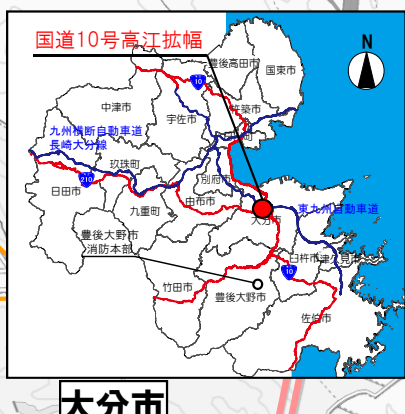 国道10号高江拡幅
N
豊後高田市
国東市
10
中津市
宇佐市
杵築市
町
九州横断自動車道
長崎大分線
玖珠町
別府市
210
日田市
由布市
東九州自動車道
九重町
大分市
豊後大野市
消防本部
臼杵市
津久見市
10
竹田市
豊後大野市
佐伯市
大分市